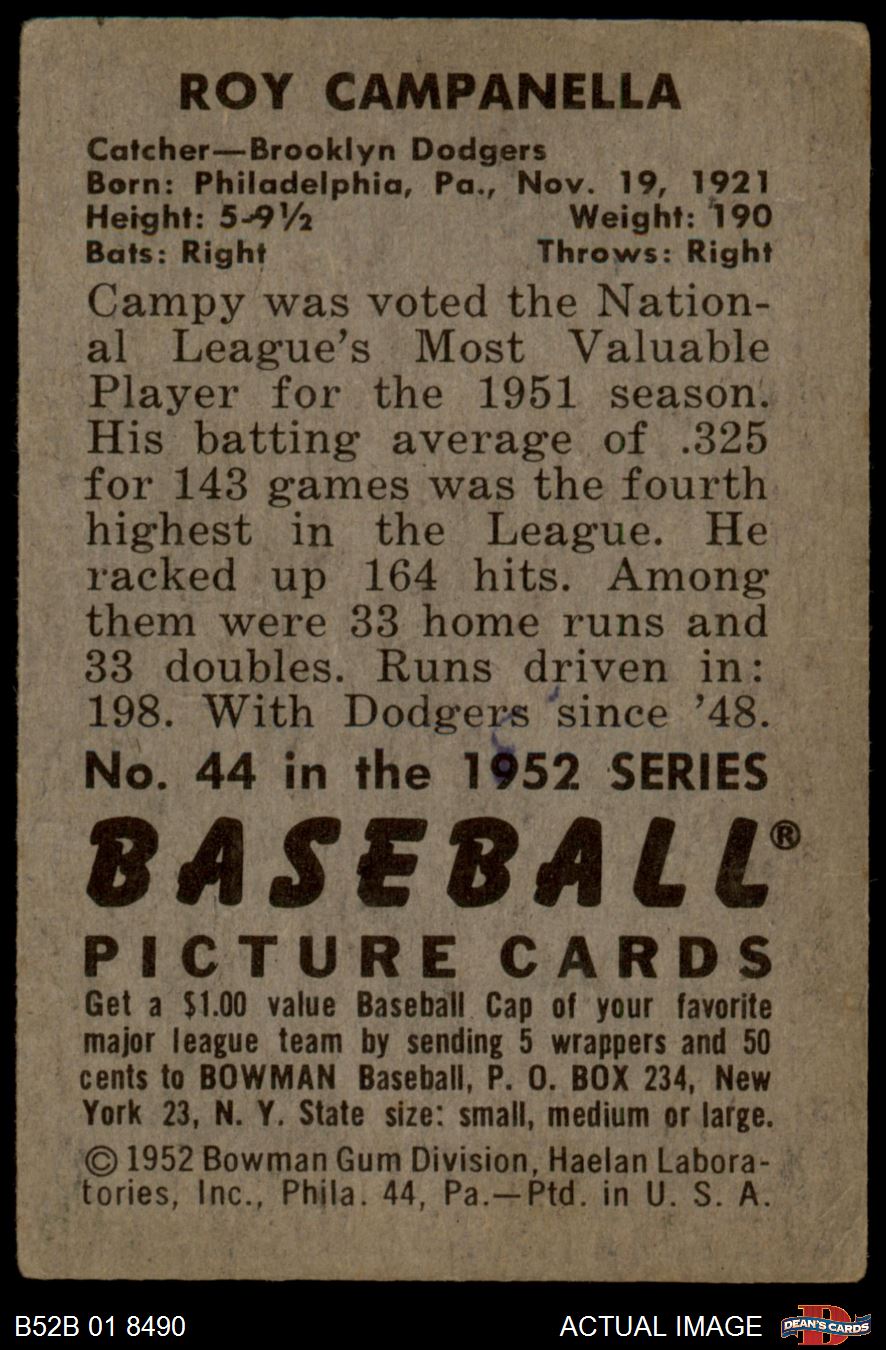 ROY CAMPANELLA
Catcher—Brooklyn Dodgers
Born: Philadelphia, Pa., Nov. 19, 1921
Height: 5-9½ Weight: 190
Bats: Right Throws: Right
Campy was voted the Nation-
al League's Most Valuable
Player for the 1951 season.
His batting average of .325
for 143 games was the fourth
highest in the League. He
racked up 164 hits. Among
them were 33 home runs and
33 doubles. Runs driven in:
198. With Dodgers since '48.
No. 44 in the 1952 SERIES
BASEBALL®
PICTURE CARDS
Get a $1.00 value Baseball Cap of your favorite
major league team by sending 5 wrappers and 50
cents to BOWMAN Baseball, P. O. BOX 234, New
York 23, N. Y. State size: small, medium or large.
© 1952 Bowman Gum Division, Haelan Labora-
tories, Inc., Phila. 44, Pa.—Ptd. in U. S. A.
B52B 01 8490 ACTUAL IMAGE DEAN'S CARDS